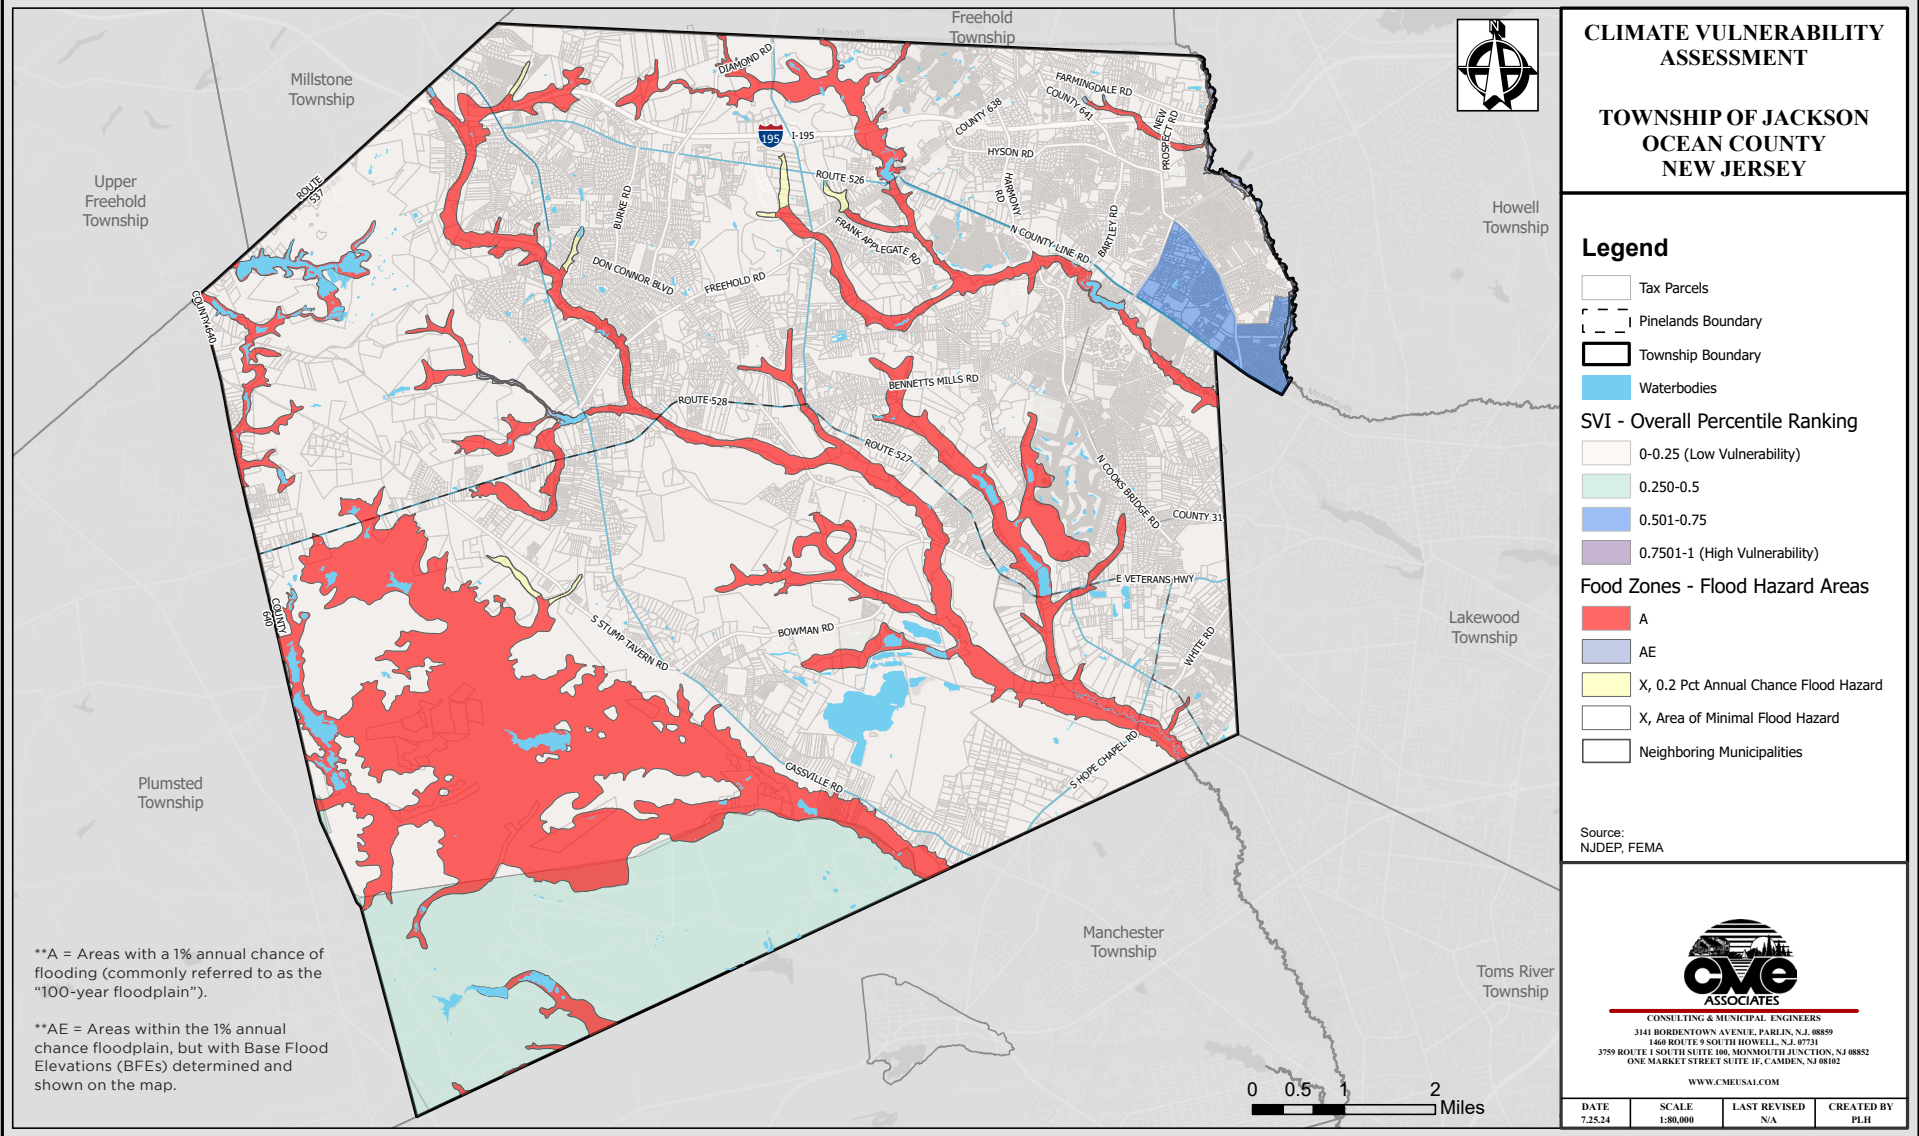 Freehold
Township
Monmouth
Millstone
Township
Upper
Freehold
Township
Howell
Township
Lakewood
Township
Plumsted
Township
Manchester
Township
Toms River
Township
Monmouth
DIAMOND RD
FARMINGDALE RD
COUNTY 641
COUNTY 638
NEW
PROSPECT RD
195
I-195
HYSON RD
ROUTE 526
HARMONY
RD
ROUTE
537
BURKE RD
FRANK APPLEGATE RD
N COUNTY LINE RD
BARTLEY RD
DON CONNOR BLVD
FREEHOLD RD
COUNTY 640
BENNETTS MILLS RD
ROUTE 528
ROUTE 527
N COOKS BRIDGE RD
COUNTY 31
E VETERANS HWY
COUNTY
640
S STUMP TAVERN RD
BOWMAN RD
WHITE RD
CASSVILLE RD
S HOPE CHAPEL RD
**A = Areas with a 1% annual chance of
flooding (commonly referred to as the
“100-year floodplain”).
**AE = Areas within the 1% annual
chance floodplain, but with Base Flood
Elevations (BFEs) determined and
shown on the map.
0 0.5 1 2
Miles
N
CLIMATE VULNERABILITY
ASSESSMENT
TOWNSHIP OF JACKSON
OCEAN COUNTY
NEW JERSEY
Legend
Tax Parcels
Pinelands Boundary
Township Boundary
Waterbodies
SVI - Overall Percentile Ranking
0-0.25 (Low Vulnerability)
0.250-0.5
0.501-0.75
0.7501-1 (High Vulnerability)
Food Zones - Flood Hazard Areas
A
AE
X, 0.2 Pct Annual Chance Flood Hazard
X, Area of Minimal Flood Hazard
Neighboring Municipalities
Source:
NJDEP, FEMA
CME
ASSOCIATES
CONSULTING & MUNICIPAL ENGINEERS
3141 BORDENTOWN AVENUE, PARLIN, N.J. 08859
1460 ROUTE 9 SOUTH HOWELL, N.J. 07731
3759 ROUTE 1 SOUTH SUITE 100, MONMOUTH JUNCTION, NJ 08852
ONE MARKET STREET SUITE 1F, CAMDEN, NJ 08102
WWW.CMEUSA1.COM
DATE SCALE LAST REVISED CREATED BY
7.25.24 1:80,000 N/A PLH